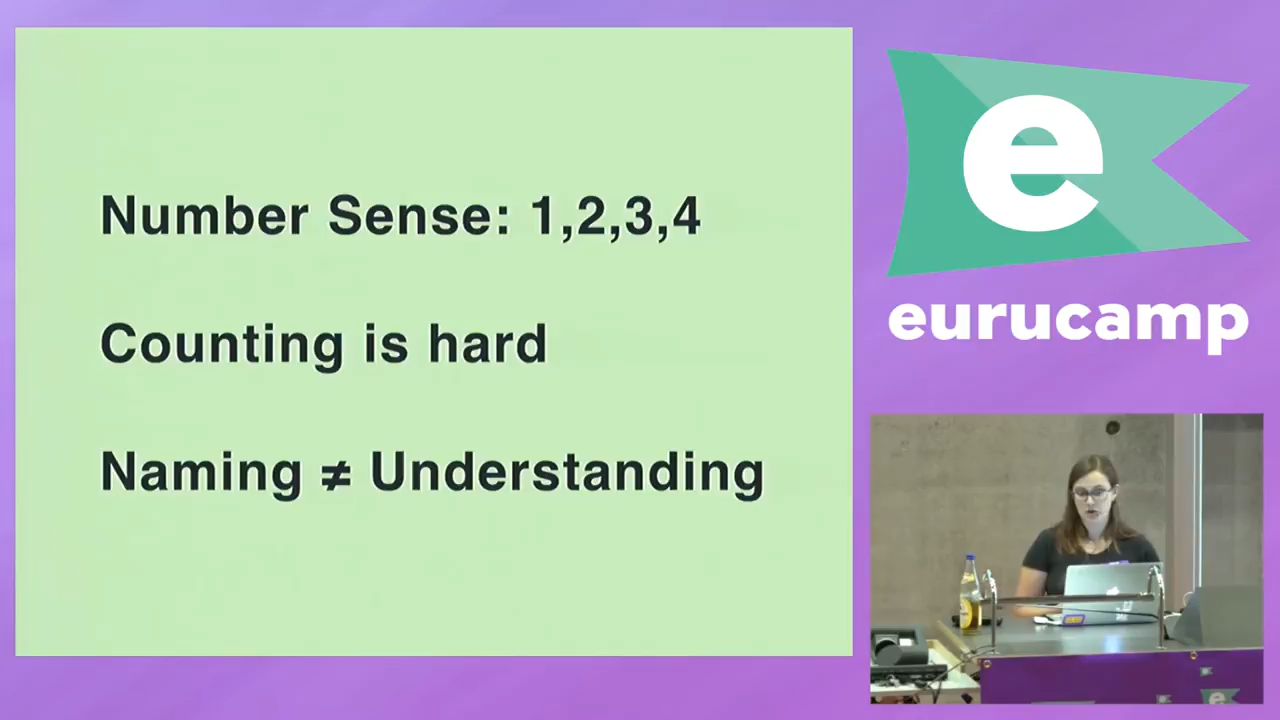 Number Sense: 1,2,3,4
Counting is hard
Naming ≠ Understanding
e
eurucamp
e